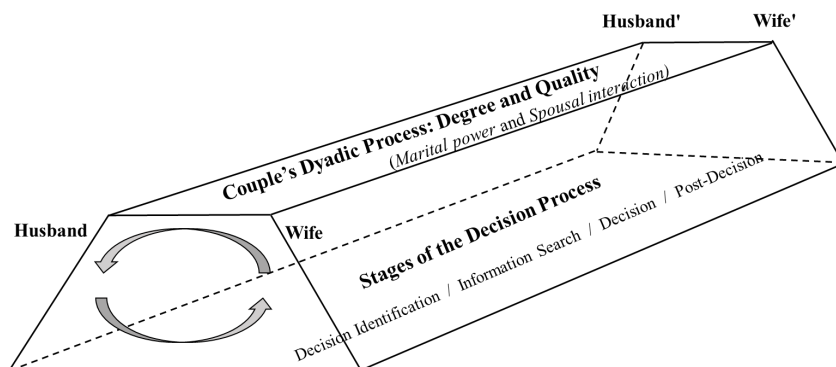 Husband' Wife'
Couple's Dyadic Process: Degree and Quality
(Marital power and Spousal interaction)
Husband Wife
Stages of the Decision Process
Decision Identification / Information Search / Decision / Post-Decision